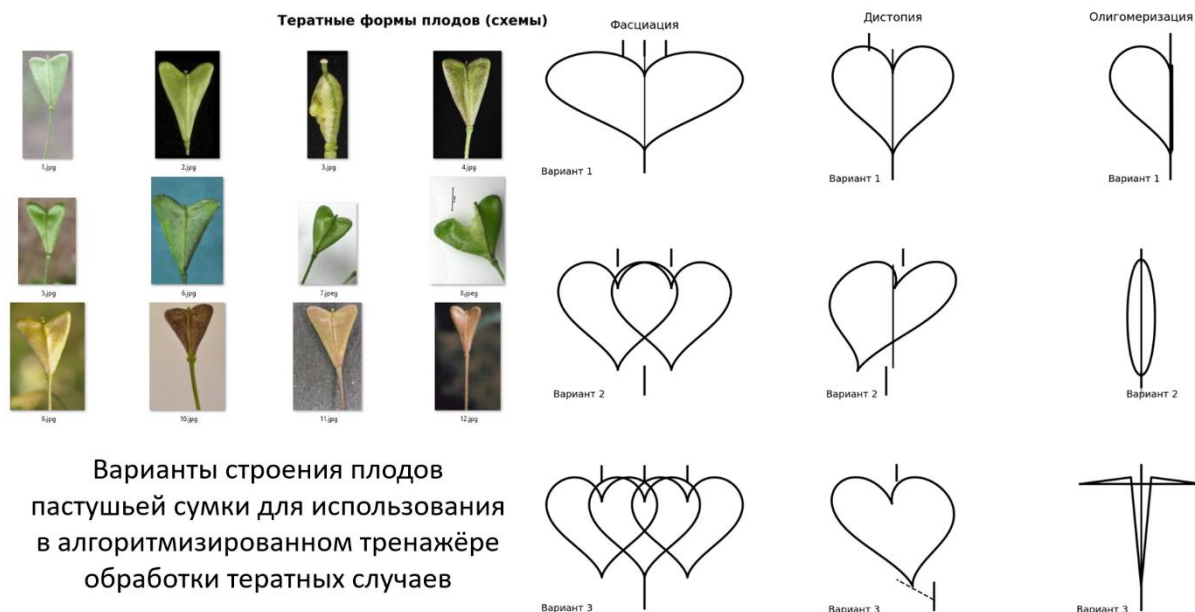 Тератные формы плодов (схемы)
Фасциация
Дистопия
Олигомеризация
1.jpg
2.jpg
3.jpg
4.jpg
Вариант 1
Вариант 1
Вариант 1
5.jpg
6.jpg
7.jpeg
8.jpeg
Вариант 2
Вариант 2
Вариант 2
9.jpg
10.jpg
11.jpg
12.jpg
Варианты строения плодов
пастушьей сумки для использования
в алгоритмизированном тренажёре
обработки тератных случаев
Вариант 3
Вариант 3
Вариант 3